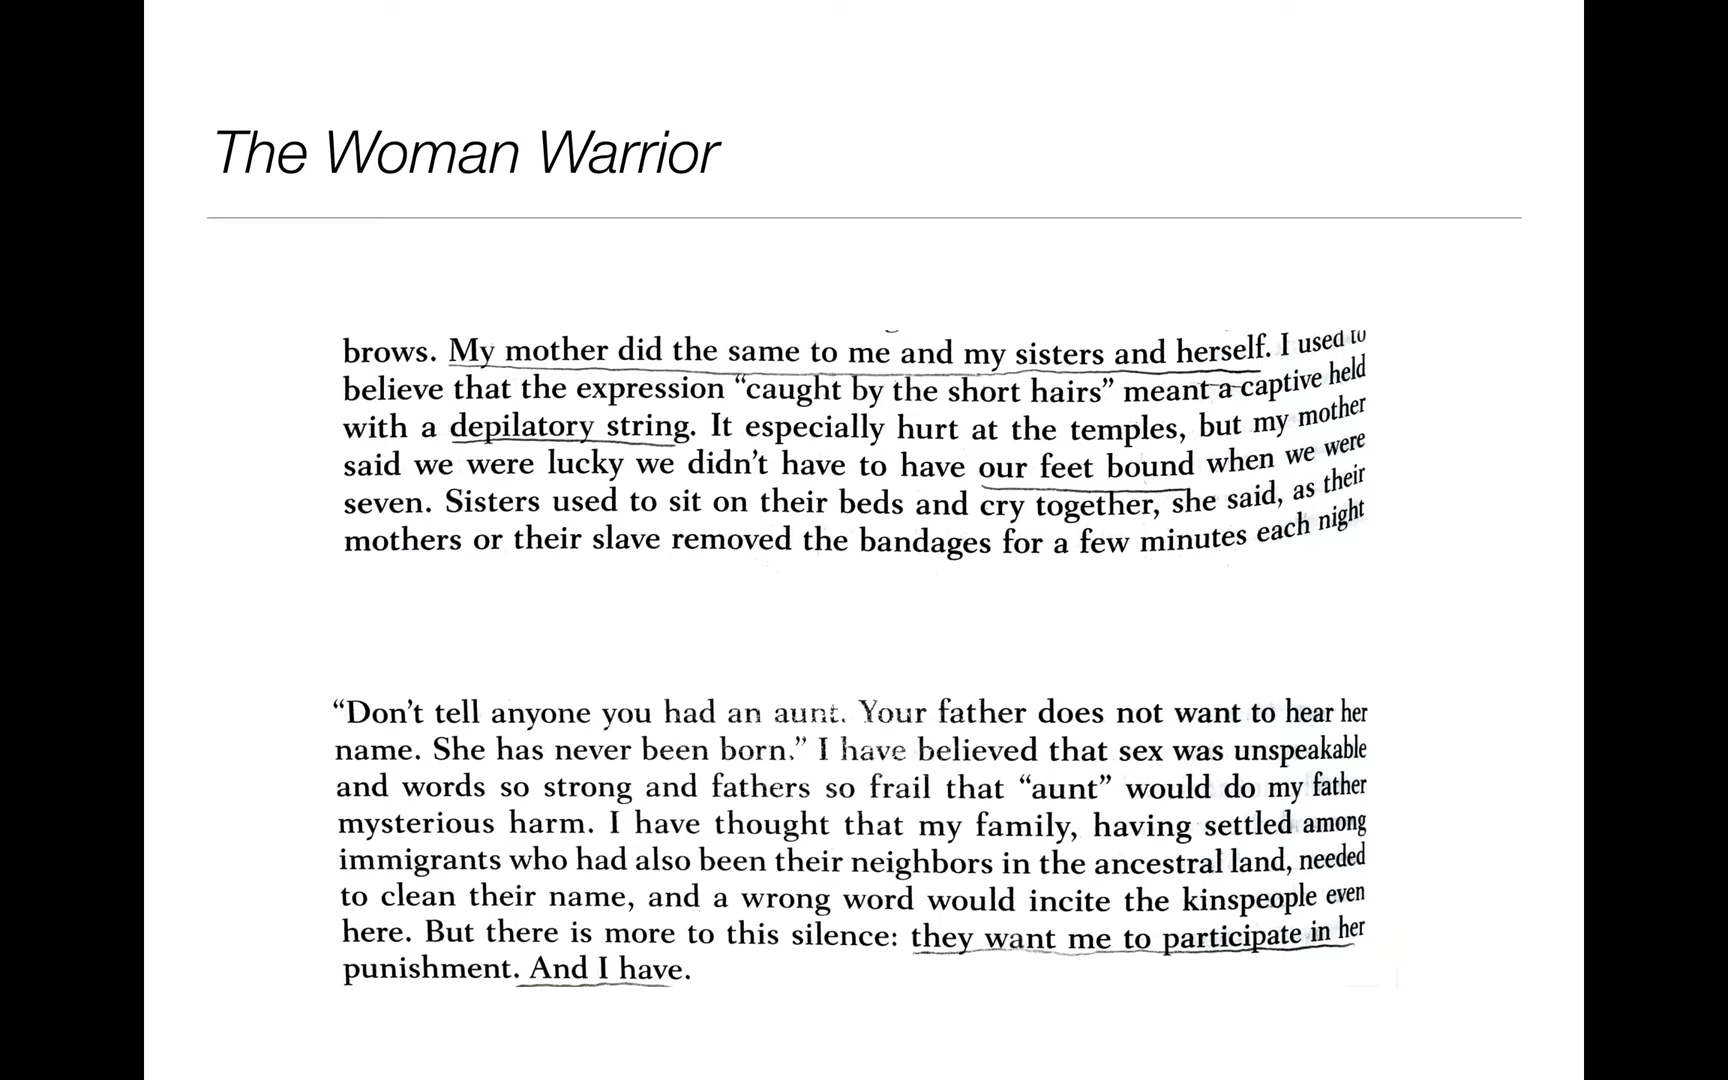 The Woman Warrior
brows. My mother did the same to me and my sisters and herself. I used to
believe that the expression “caught by the short hairs” meant a captive held
with a depilatory string. It especially hurt at the temples, but my mother
said we were lucky we didn’t have to have our feet bound when we were
seven. Sisters used to sit on their beds and cry together, she said, as their
mothers or their slave removed the bandages for a few minutes each night
“Don’t tell anyone you had an aunt. Your father does not want to hear her
name. She has never been born.” I have believed that sex was unspeakable
and words so strong and fathers so frail that “aunt” would do my father
mysterious harm. I have thought that my family, having settled among
immigrants who had also been their neighbors in the ancestral land, needed
to clean their name, and a wrong word would incite the kinspeople even
here. But there is more to this silence: they want me to participate in her
punishment. And I have.